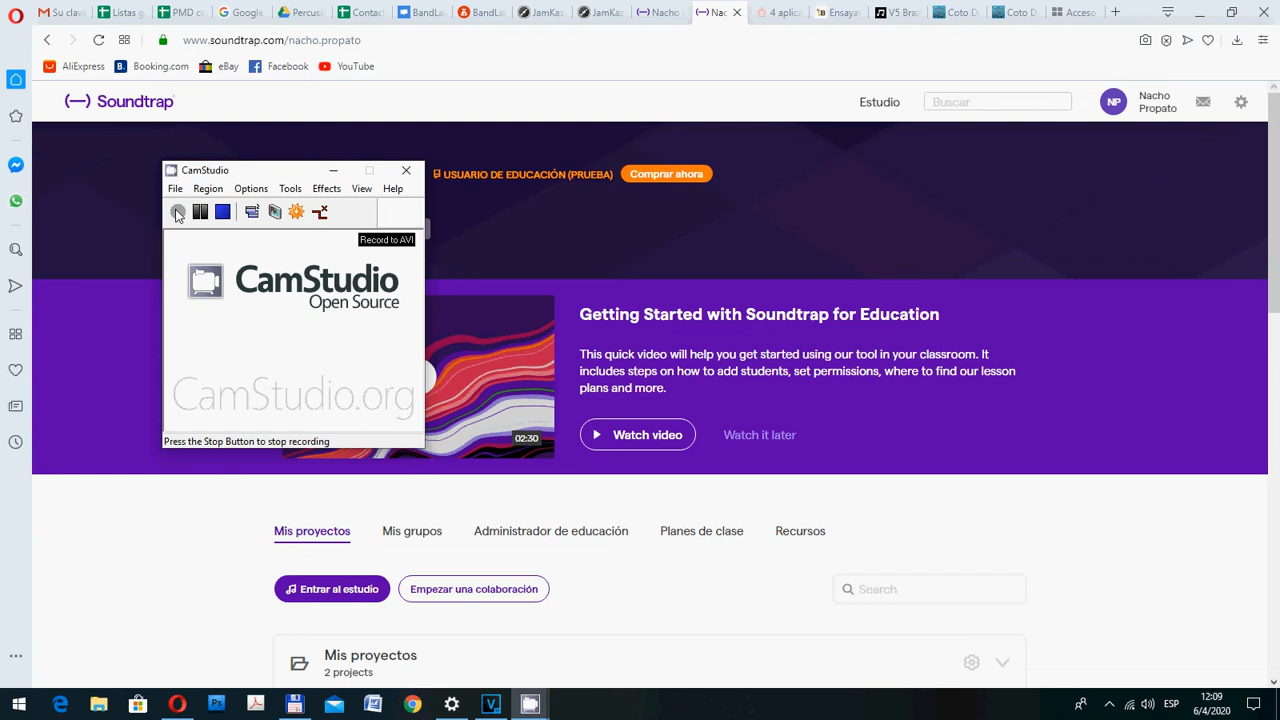 Su clave
Listas g
PMD c
Google
Percus
Contact
BandLa
BandLa
JamKaz
JamKaz
Nacho
Nac
4 aplic
Ensaya
V5 Bra
Coto D
Coto D
Acceso
www.soundtrap.com/nacho.propato
AliExpress
Booking.com
eBay
Facebook
YouTube
(—) Soundtrap
Estudio
Buscar
NP
Nacho
Propato
CamStudio
File Region Options Tools Effects View Help
Record to AVI
CamStudio
Open Source
CamStudio.org
Press the Stop Button to stop recording
USUARIO DE EDUCACIÓN (PRUEBA)
Comprar ahora
Getting Started with Soundtrap for Education
This quick video will help you get started using our tool in your classroom. It
includes steps on how to add students, set permissions, where to find our lesson
plans and more.
02:30
Watch video
Watch it later
Mis proyectos
Mis grupos
Administrador de educación
Planes de clase
Recursos
Entrar al estudio
Empezar una colaboración
Search
Mis proyectos
2 projects
ESP
12:09
6/4/2020